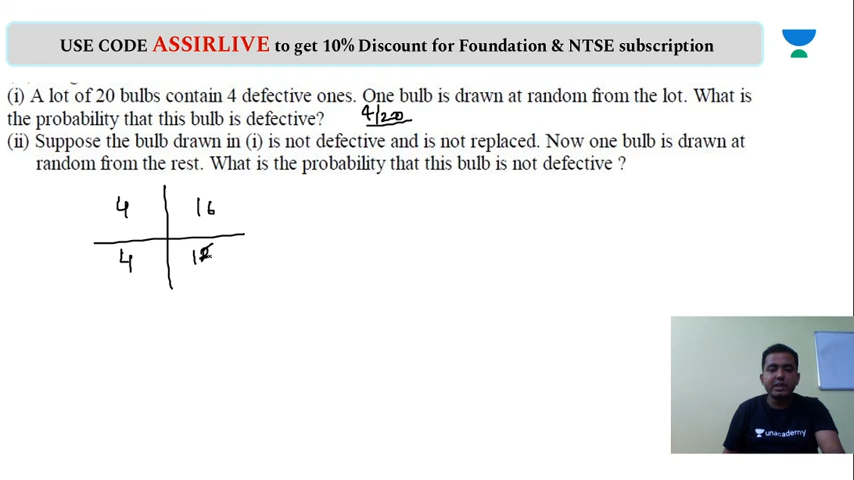 USE CODE ASSIRLIVE to get 10% Discount for Foundation & NTSE subscription
(i) A lot of 20 bulbs contain 4 defective ones. One bulb is drawn at random from the lot. What is
the probability that this bulb is defective? 4/20
(ii) Suppose the bulb drawn in (i) is not defective and is not replaced. Now one bulb is drawn at
random from the rest. What is the probability that this bulb is not defective ?
4 16
4
unacademy